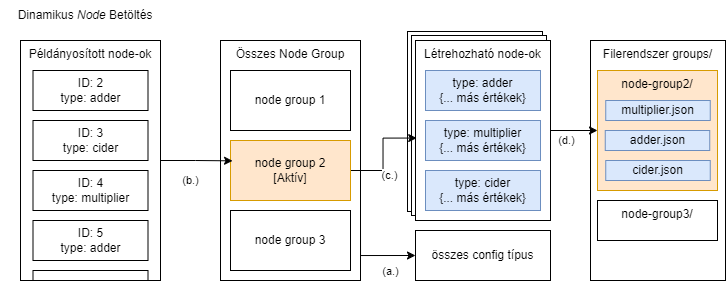 Dinamikus Node Betöltés
Példányosított node-ok
ID: 2
type: adder
ID: 3
type: cider
ID: 4
type: multiplier
ID: 5
type: adder
(b.)
Összes Node Group
node group 1
node group 2
[Aktív]
node group 3
(c.)
(a.)
Létrehozható node-ok
type: adder
{... más értékek}
type: multiplier
{... más értékek}
type: cider
{... más értékek}
összes config típus
(d.)
Filerendszer groups/
node-group2/
multiplier.json
adder.json
cider.json
node-group3/